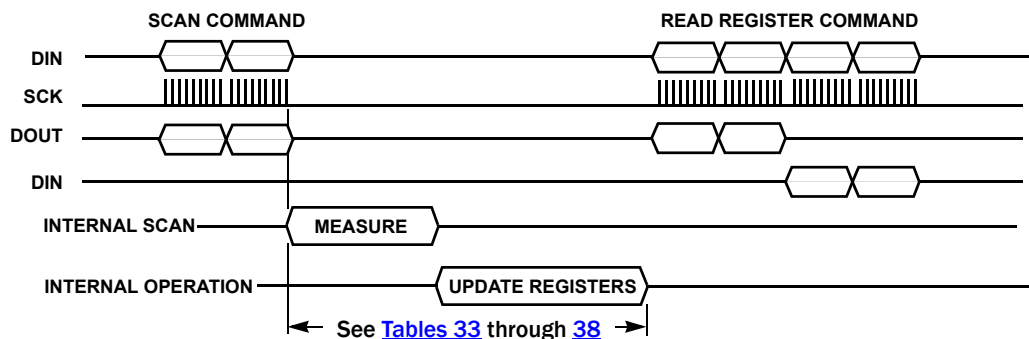 SCAN COMMAND
READ REGISTER COMMAND
DIN
SCK
DOUT
DIN
INTERNAL SCAN
MEASURE
INTERNAL OPERATION
UPDATE REGISTERS
See Tables 33 through 38